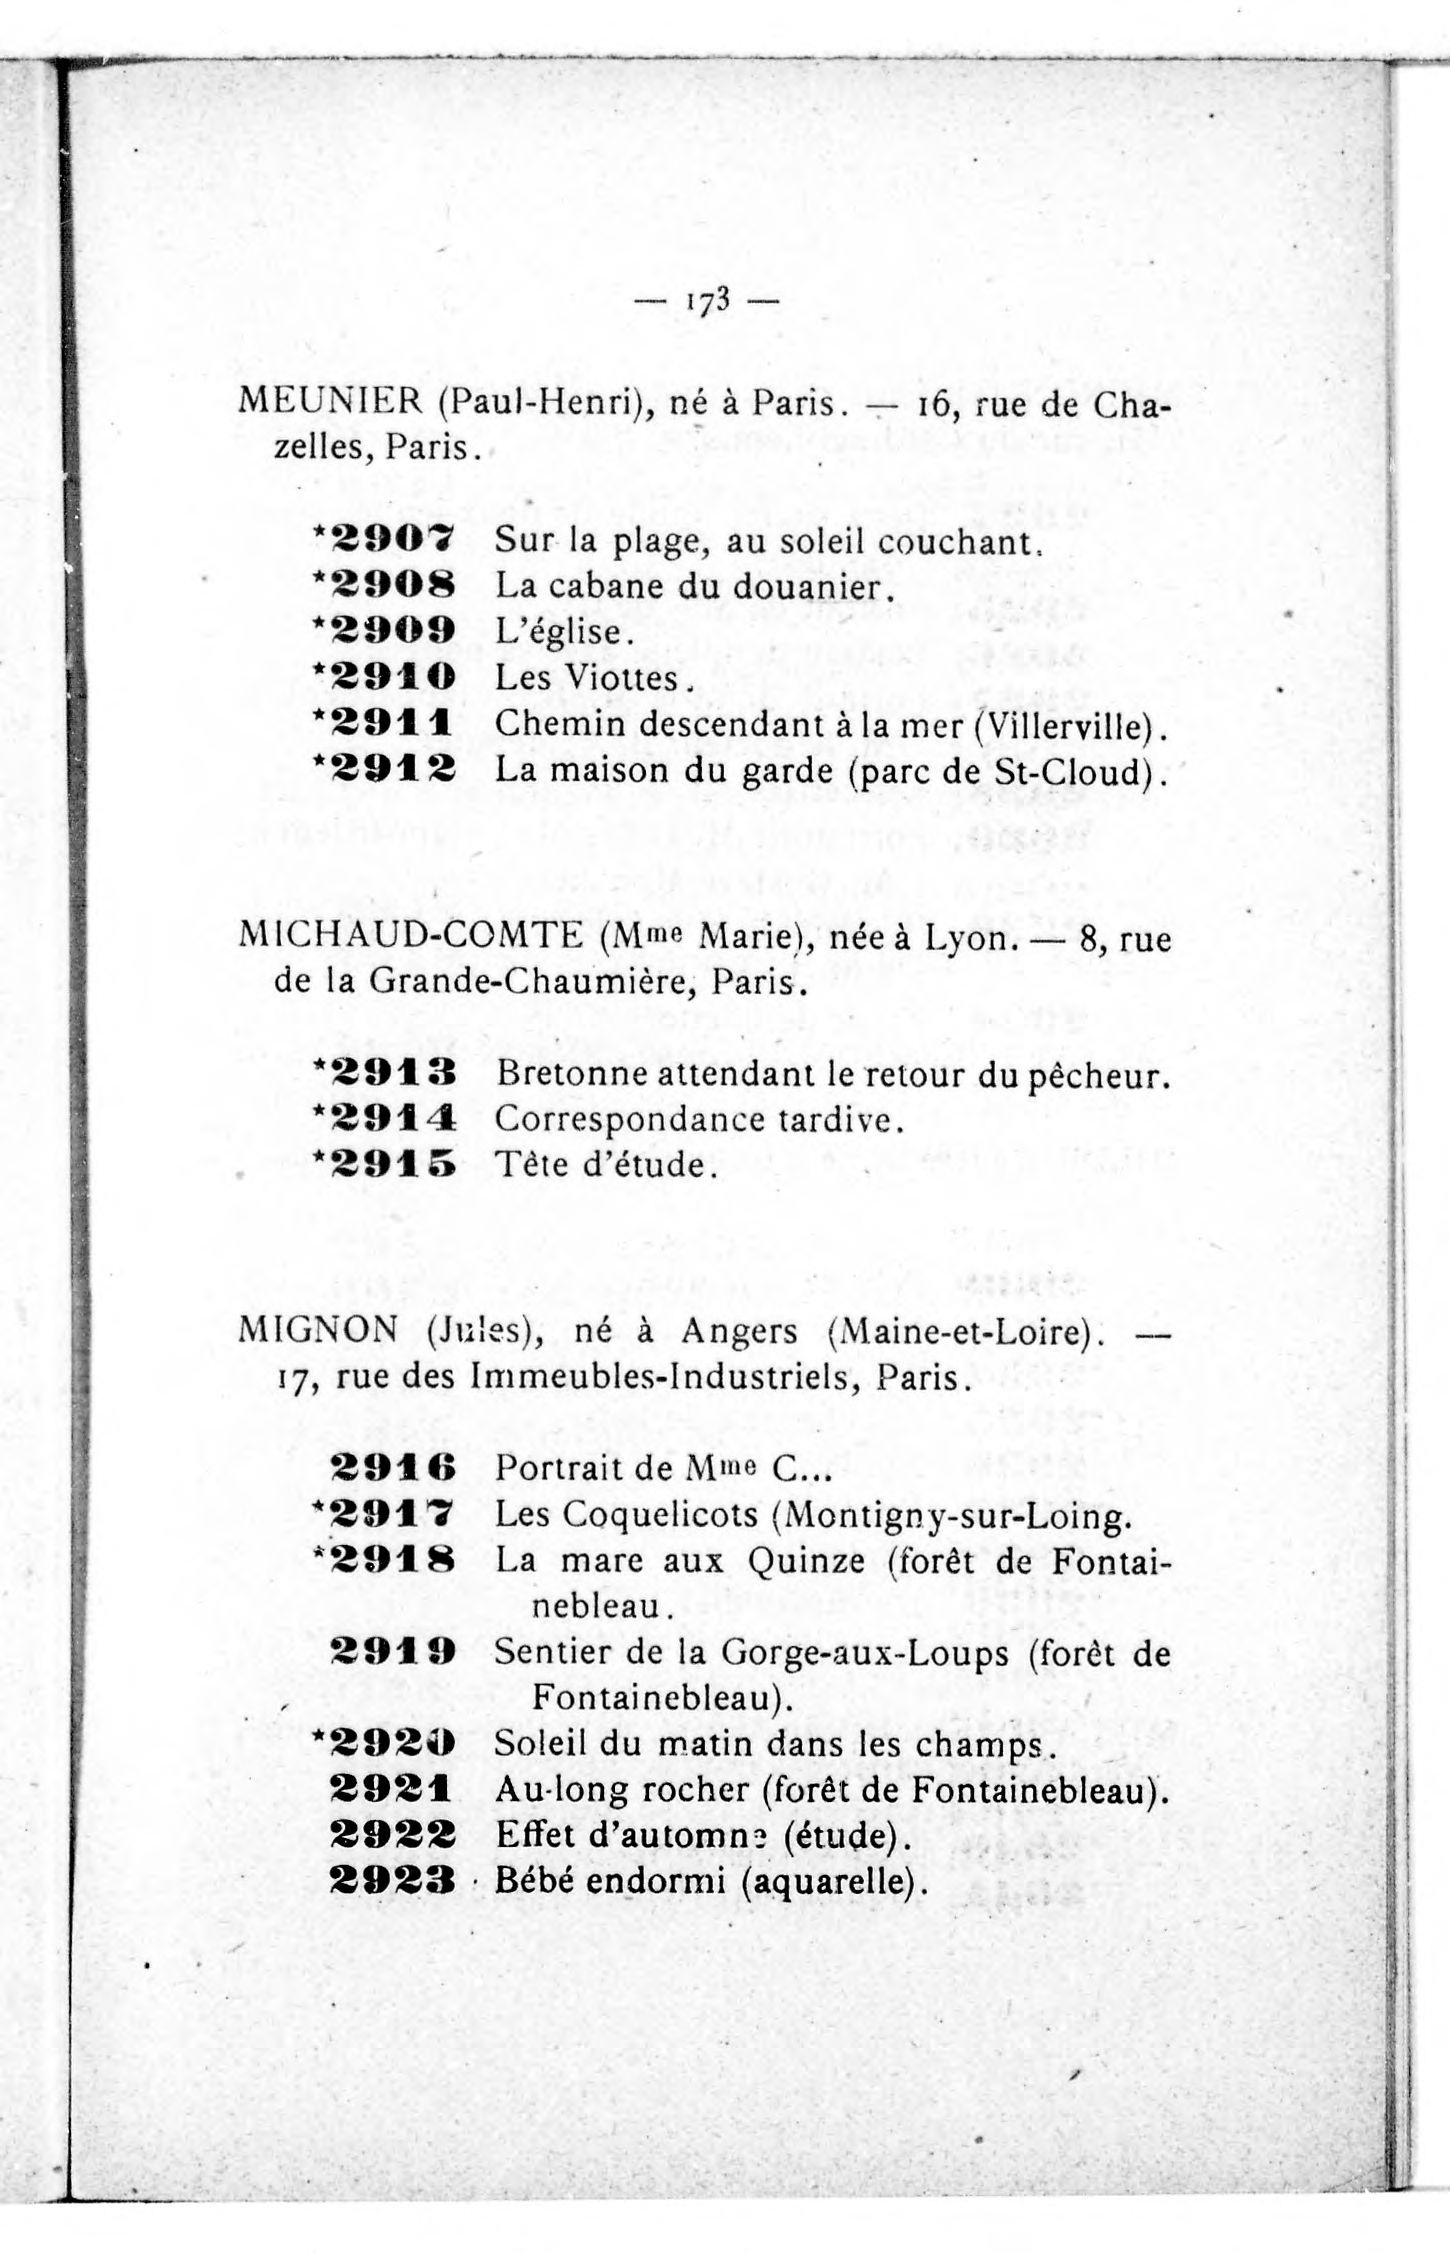 — 173 —
MEUNIER (Paul-Henri), né à Paris. — 16, rue de Cha-
zelles, Paris.
*2907 Sur la plage, au soleil couchant.
*2908 La cabane du douanier.
*2909 L'église.
*2910 Les Viottes.
*2911 Chemin descendant à la mer (Villerville).
*2912 La maison du garde (parc de St-Cloud).
MICHAUD-COMTE (Mme Marie), née à Lyon. — 8, rue
de la Grande-Chaumière, Paris.
*2913 Bretonne attendant le retour du pêcheur.
*2914 Correspondance tardive.
*2915 Tête d'étude.
MIGNON (Jules), né à Angers (Maine-et-Loire). —
17, rue des Immeubles-Industriels, Paris.
2916 Portrait de Mme C...
*2917 Les Coquelicots (Montigny-sur-Loing.
*2918 La mare aux Quinze (forêt de Fontai-
nebleau.
2919 Sentier de la Gorge-aux-Loups (forêt de
Fontainebleau).
*2920 Soleil du matin dans les champs.
2921 Au-long rocher (forêt de Fontainebleau).
2922 Effet d'automne (étude).
2923 Bébé endormi (aquarelle).